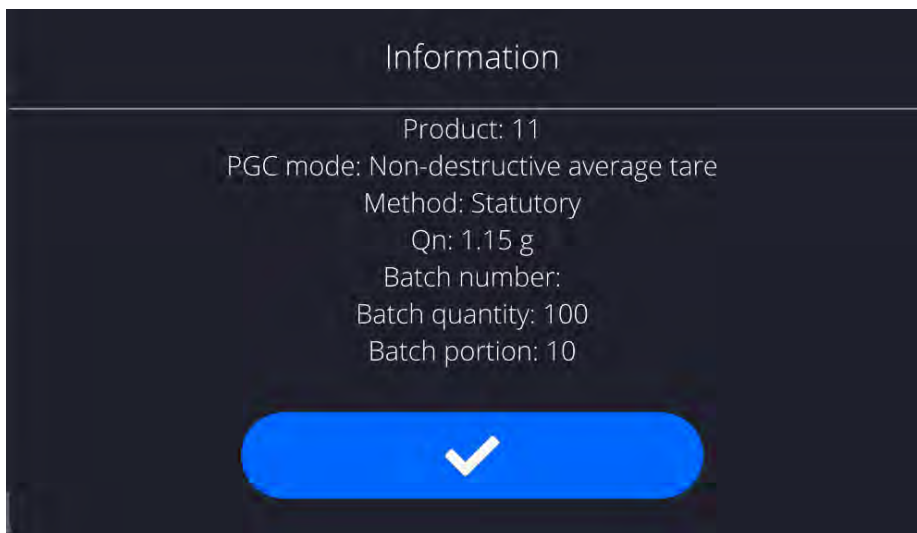 Information
Product: 11
PGC mode: Non-destructive average tare
Method: Statutory
Qn: 1.15 g
Batch number:
Batch quantity: 100
Batch portion: 10